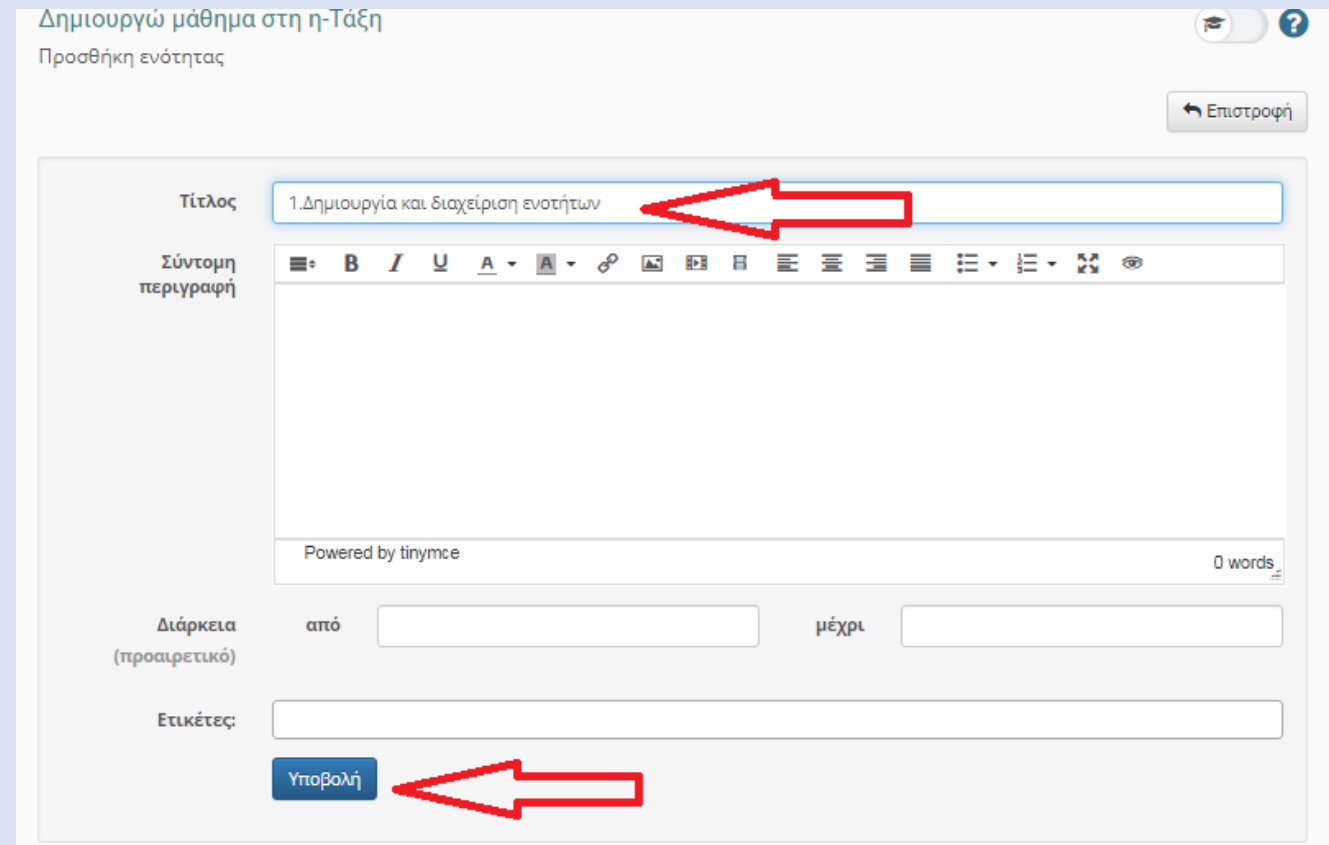 Δημιουργώ μάθημα στη η-Τάξη
Προσθήκη ενότητας
Επιστροφή
Τίτλος
1.Δημιουργία και διαχείριση ενοτήτων
Σύντομη
περιγραφή
B I U A A
Powered by tinymce
0 words
Διάρκεια από μέχρι
(προαιρετικό)
Ετικέτες:
Υποβολή